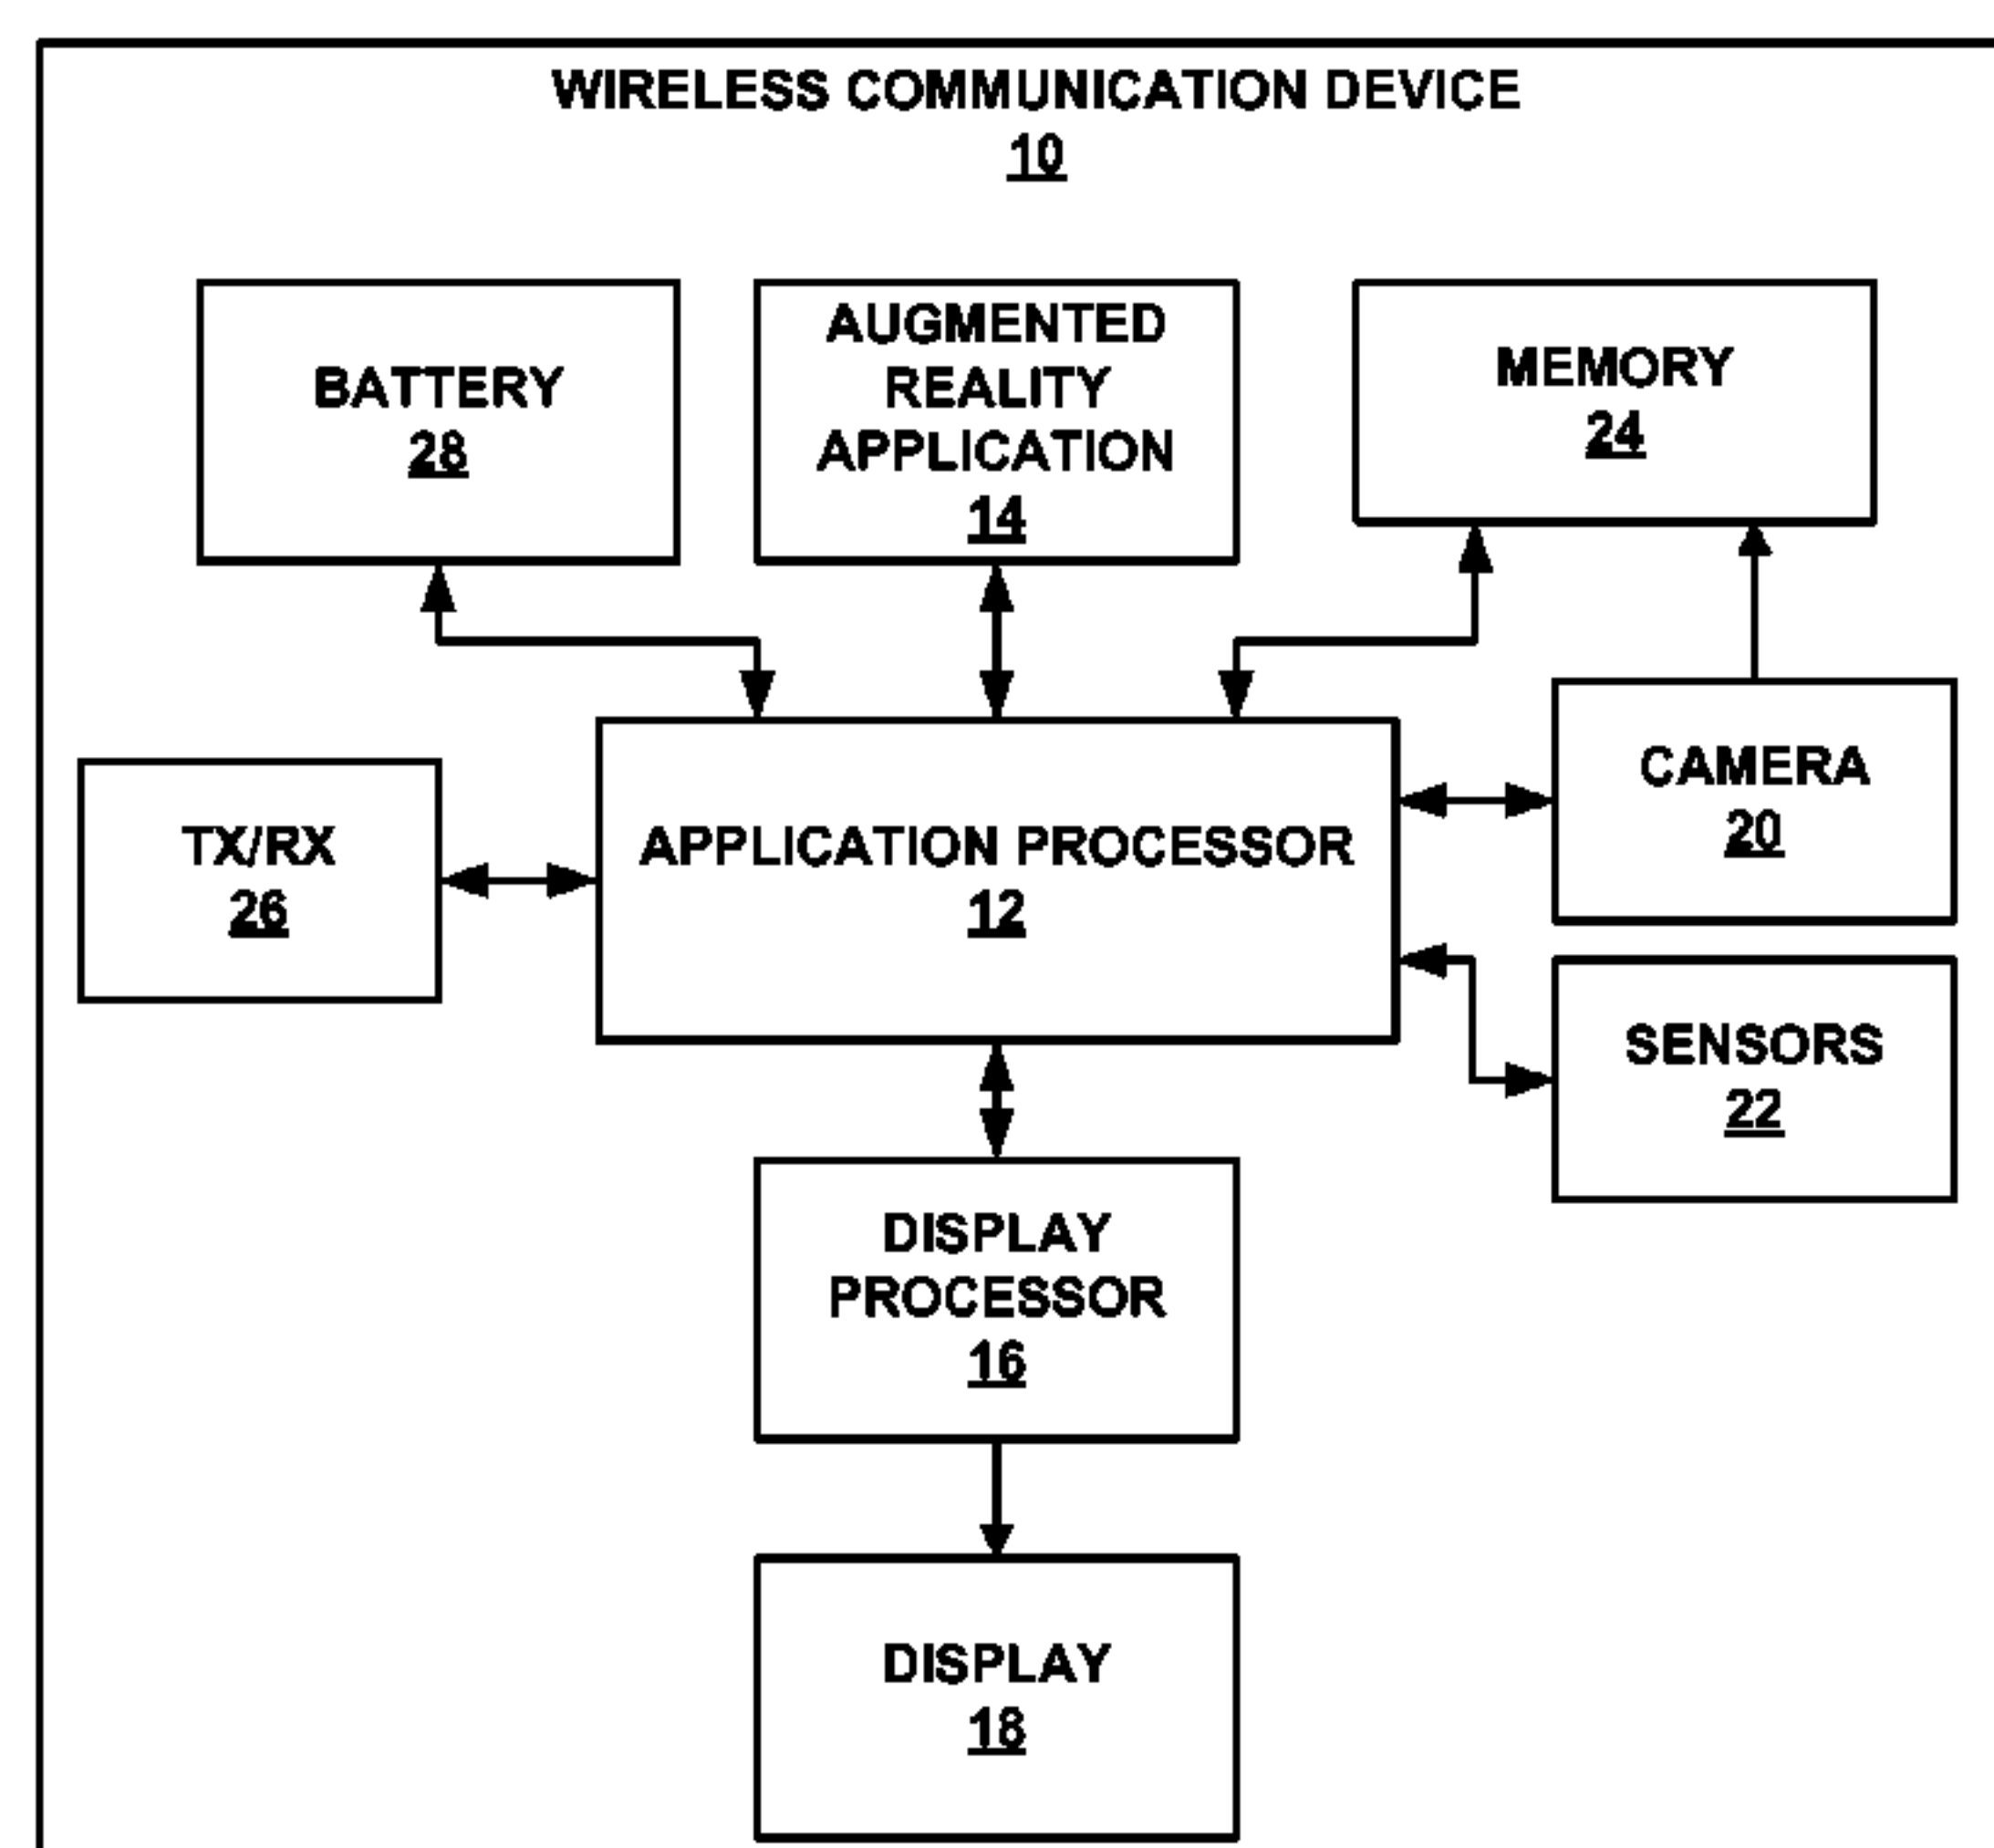 WIRELESS COMMUNICATION DEVICE
10
BATTERY
28
AUGMENTED
REALITY
APPLICATION
14
MEMORY
24
TX/RX
26
APPLICATION PROCESSOR
12
CAMERA
20
SENSORS
22
DISPLAY
PROCESSOR
16
DISPLAY
18